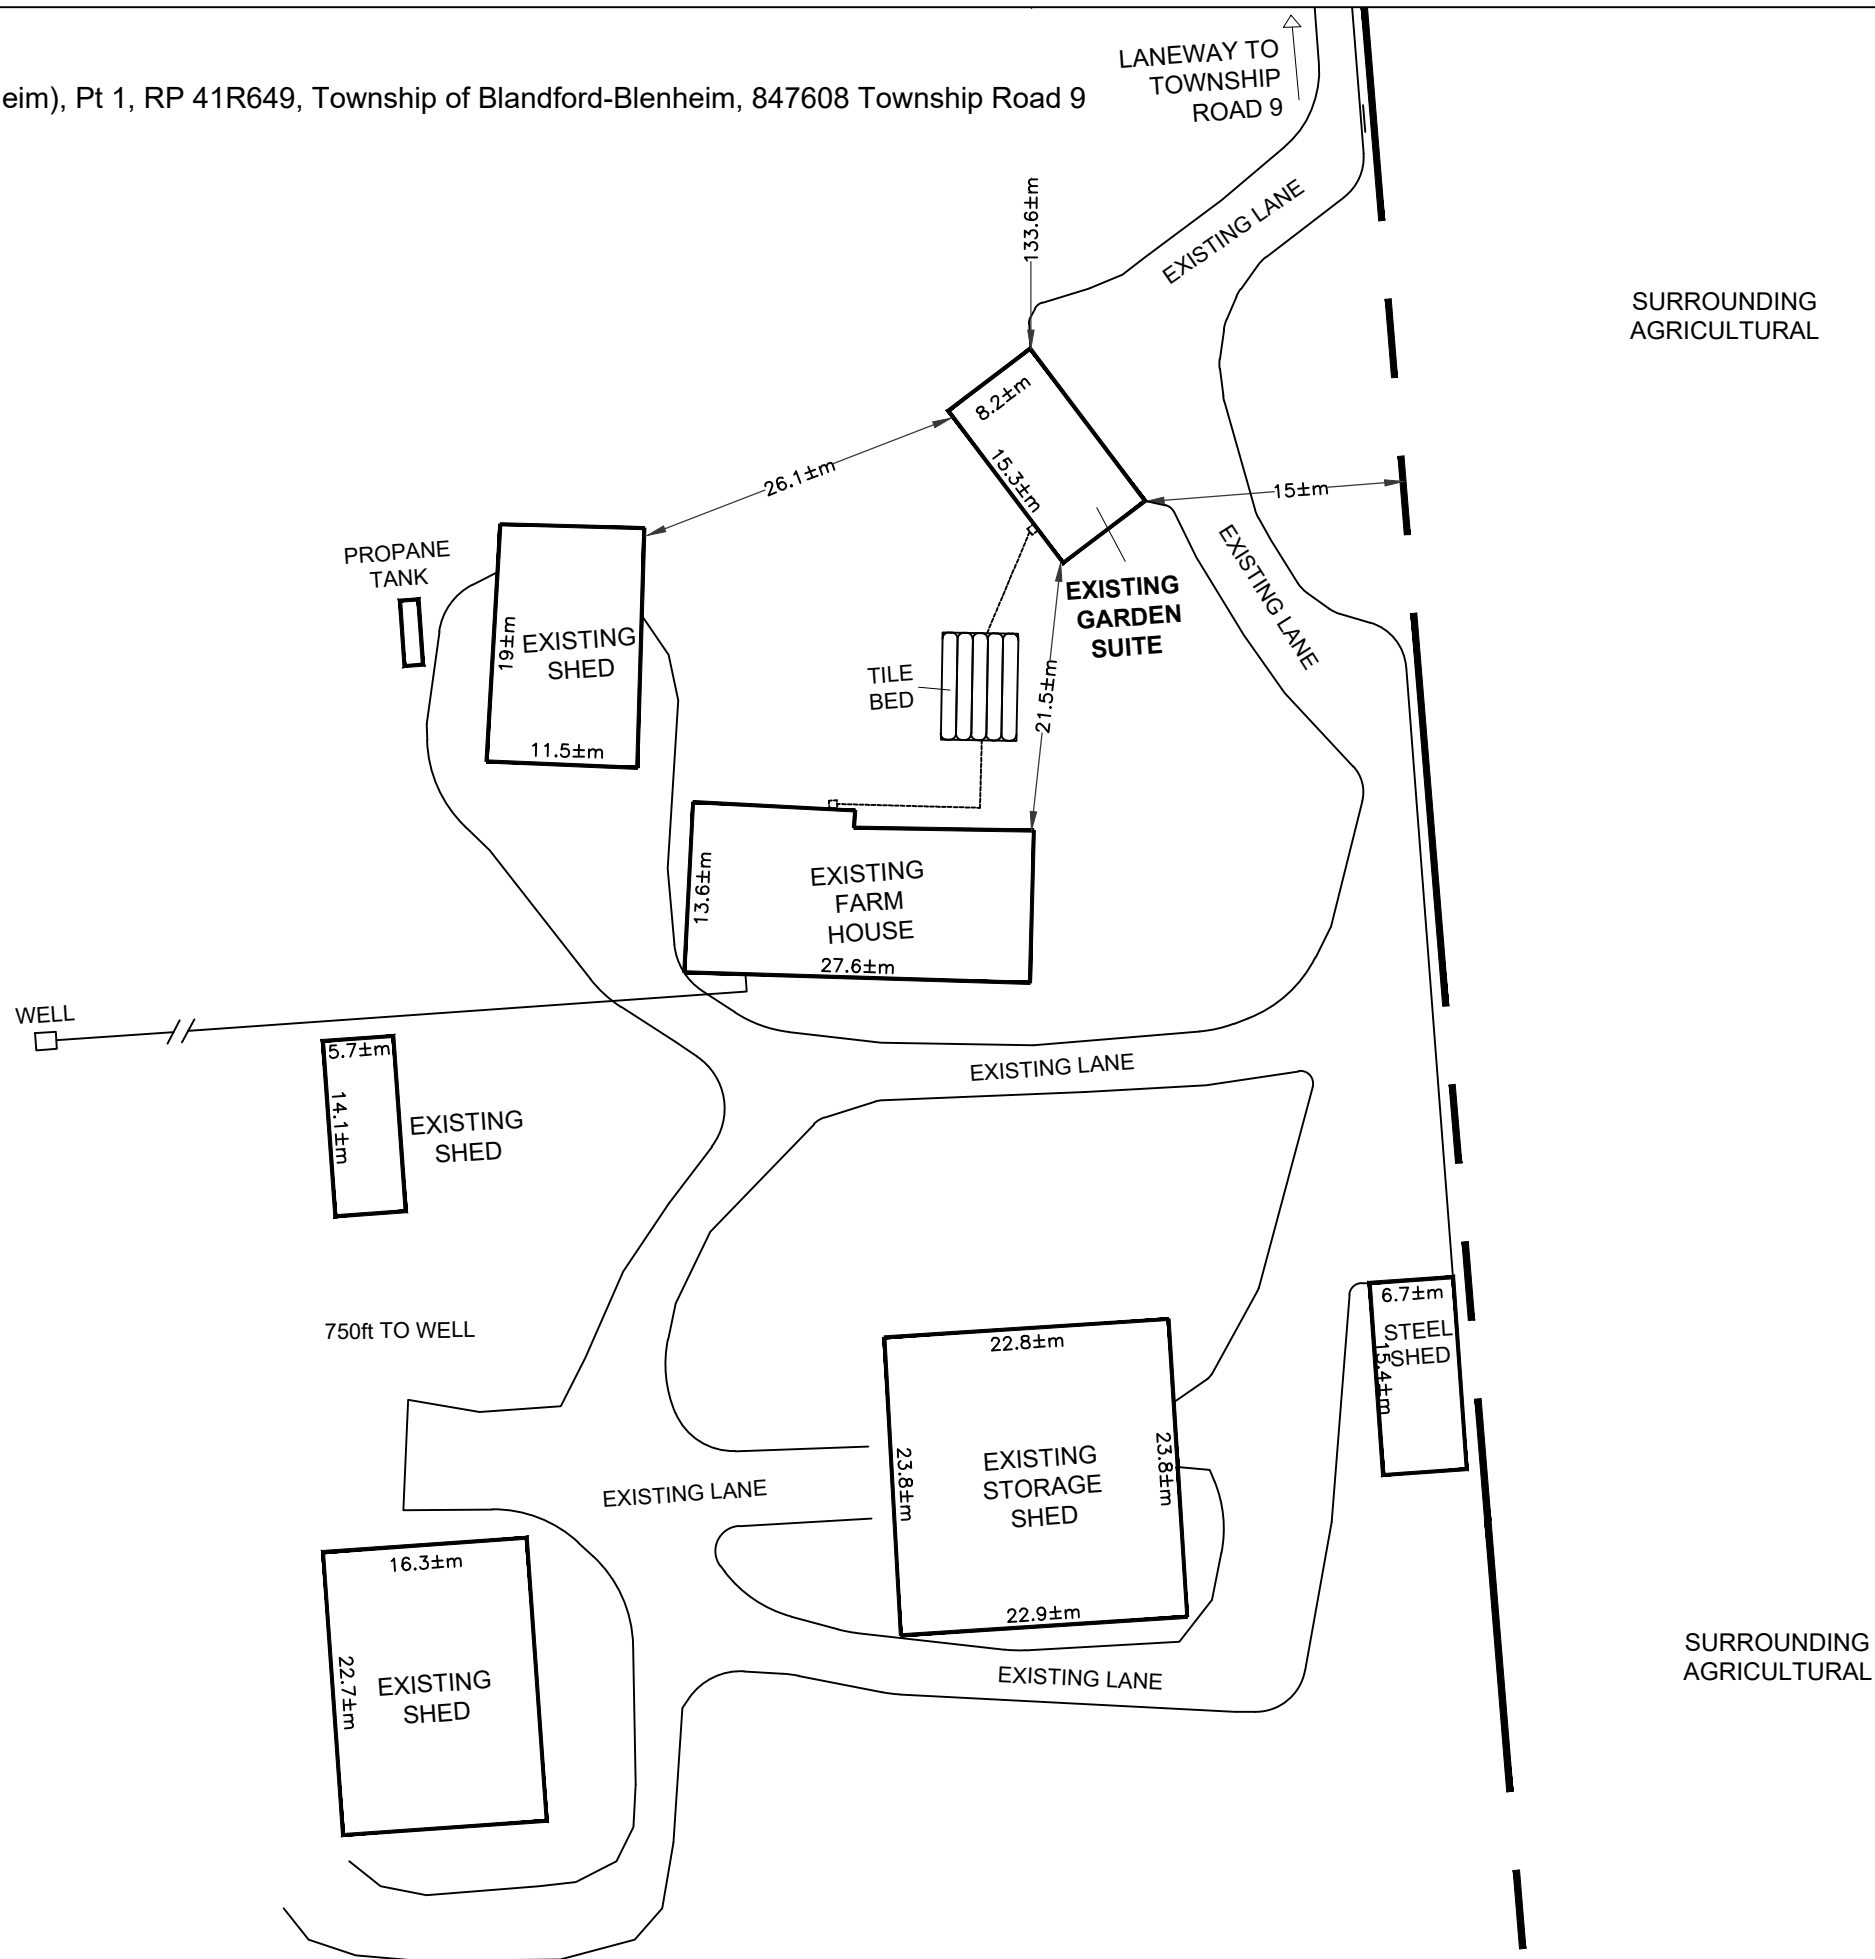 LANEWAY TO
TOWNSHIP
ROAD 9
eim), Pt 1, RP 41R649, Township of Blandford-Blenheim, 847608 Township Road 9
133.6±m
EXISTING LANE
SURROUNDING
AGRICULTURAL
8.2±m
15.3±m
26.1±m
15±m
EXISTING LANE
PROPANE
TANK
EXISTING
GARDEN
SUITE
19±m
EXISTING
SHED
11.5±m
TILE
BED
21.5±m
13.6±m
EXISTING
FARM
HOUSE
27.6±m
WELL
5.7±m
14.1±m
EXISTING
SHED
EXISTING LANE
750ft TO WELL
6.7±m
STEEL
SHED
15.4±m
22.8±m
23.8±m
EXISTING
STORAGE
SHED
23.8±m
22.9±m
EXISTING LANE
16.3±m
22.7±m
EXISTING
SHED
EXISTING LANE
SURROUNDING
AGRICULTURAL